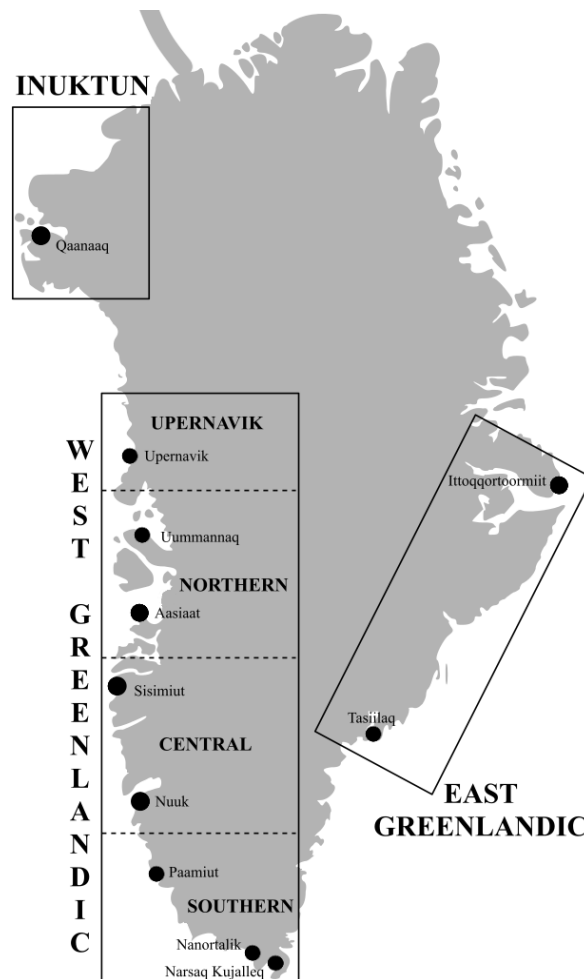 INUKTUN
Qaanaaq
WEST GREENLANDIC
UPERNAVIK
Upernavik
Uummannaq
NORTHERN
Aasiaat
Sisimiut
CENTRAL
Nuuk
Paamiut
SOUTHERN
Nanortalik
Narsaq Kujalleq
Ittoqqortoormiit
Tasiilaq
EAST
GREENLANDIC